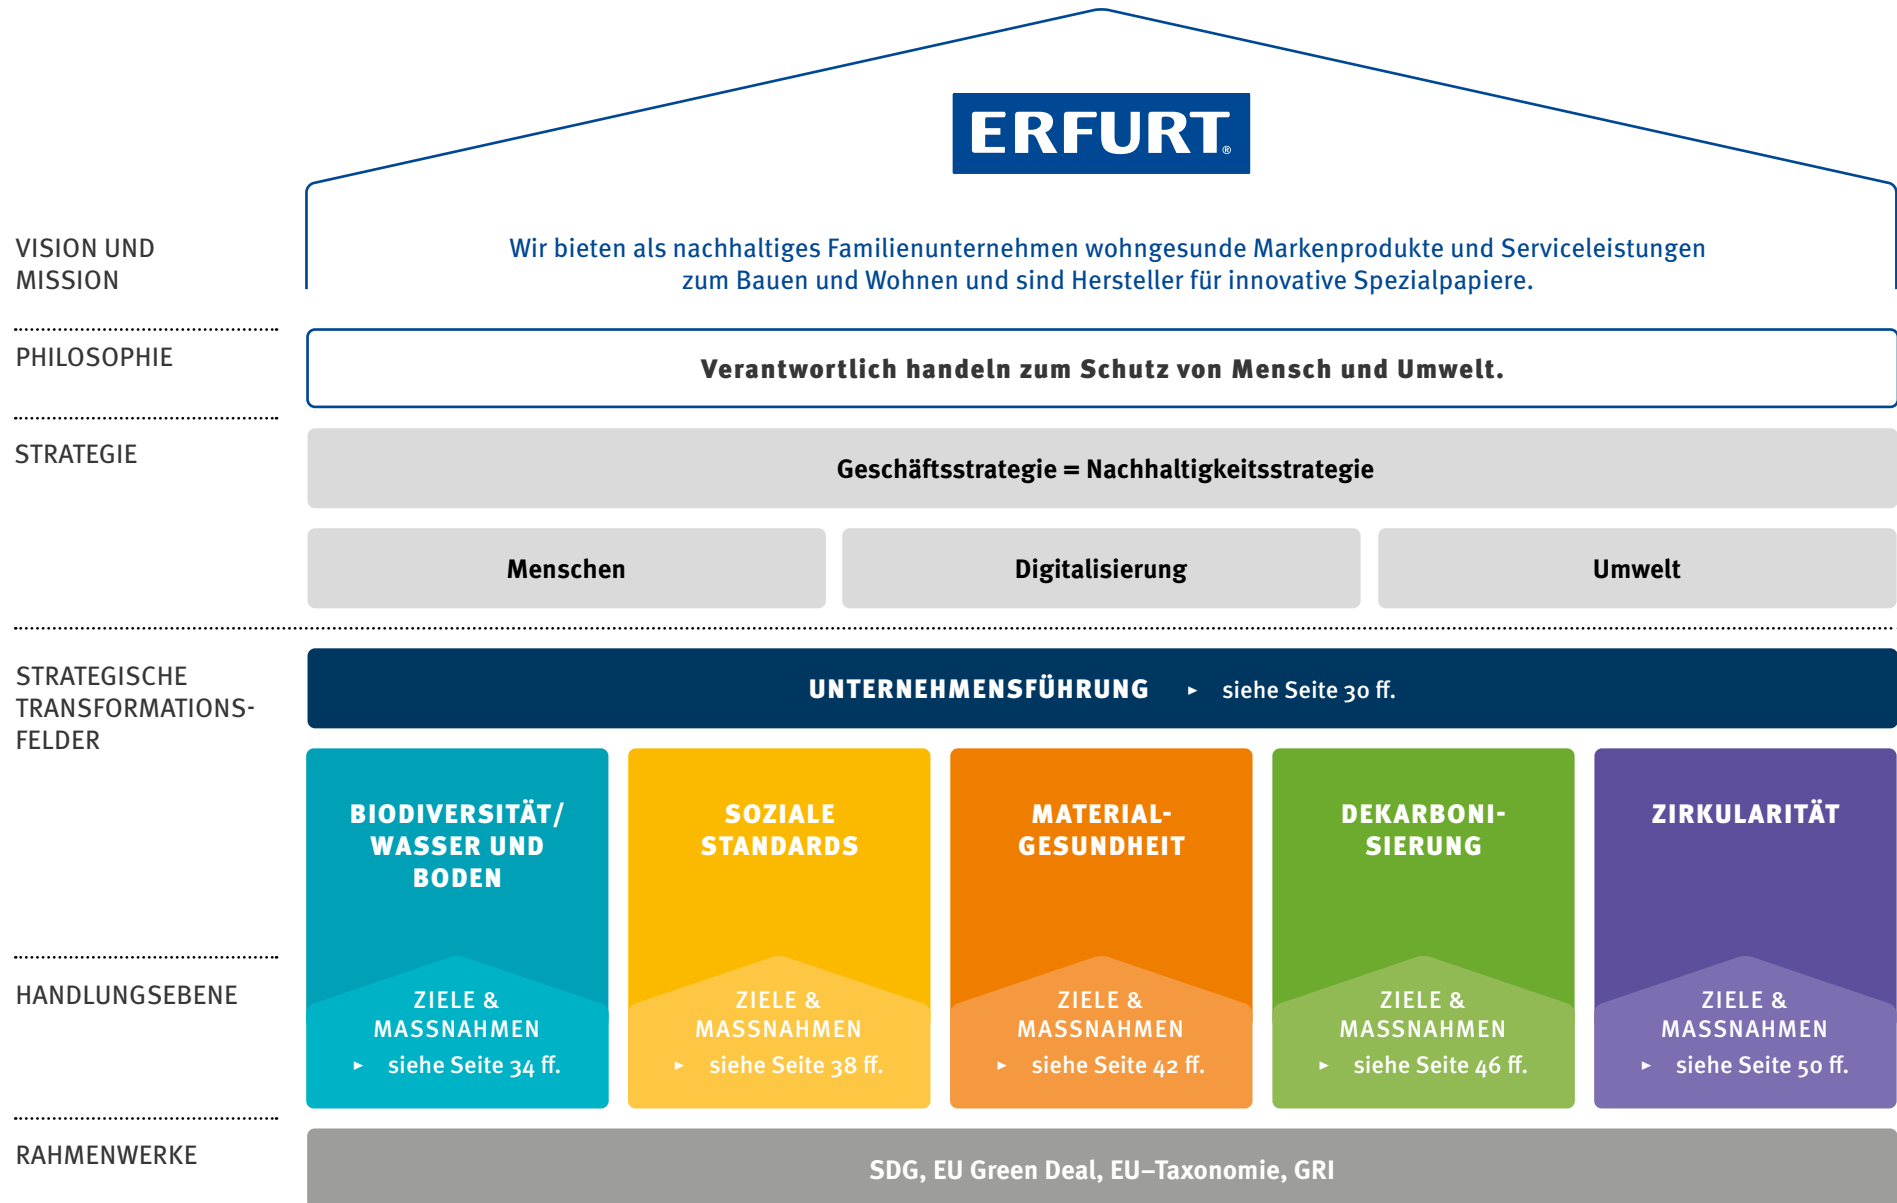 ERFURT®
VISION UND
MISSION
Wir bieten als nachhaltiges Familienunternehmen wohngesunde Markenprodukte und Serviceleistungen
zum Bauen und Wohnen und sind Hersteller für innovative Spezialpapiere.
PHILOSOPHIE
Verantwortlich handeln zum Schutz von Mensch und Umwelt.
STRATEGIE
Geschäftsstrategie = Nachhaltigkeitsstrategie
Menschen
Digitalisierung
Umwelt
STRATEGISCHE
TRANSFORMATIONS-
FELDER
UNTERNEHMENSFÜHRUNG ► siehe Seite 30 ff.
BIODIVERSITÄT/
WASSER UND
BODEN
SOZIALE
STANDARDS
MATERIAL-
GESUNDHEIT
DEKARBONI-
SIERUNG
ZIRKULARITÄT
HANDLUNGSEBENE
ZIELE &
MASSNAHMEN
► siehe Seite 34 ff.
ZIELE &
MASSNAHMEN
► siehe Seite 38 ff.
ZIELE &
MASSNAHMEN
► siehe Seite 42 ff.
ZIELE &
MASSNAHMEN
► siehe Seite 46 ff.
ZIELE &
MASSNAHMEN
► siehe Seite 50 ff.
RAHMENWERKE
SDG, EU Green Deal, EU–Taxonomie, GRI